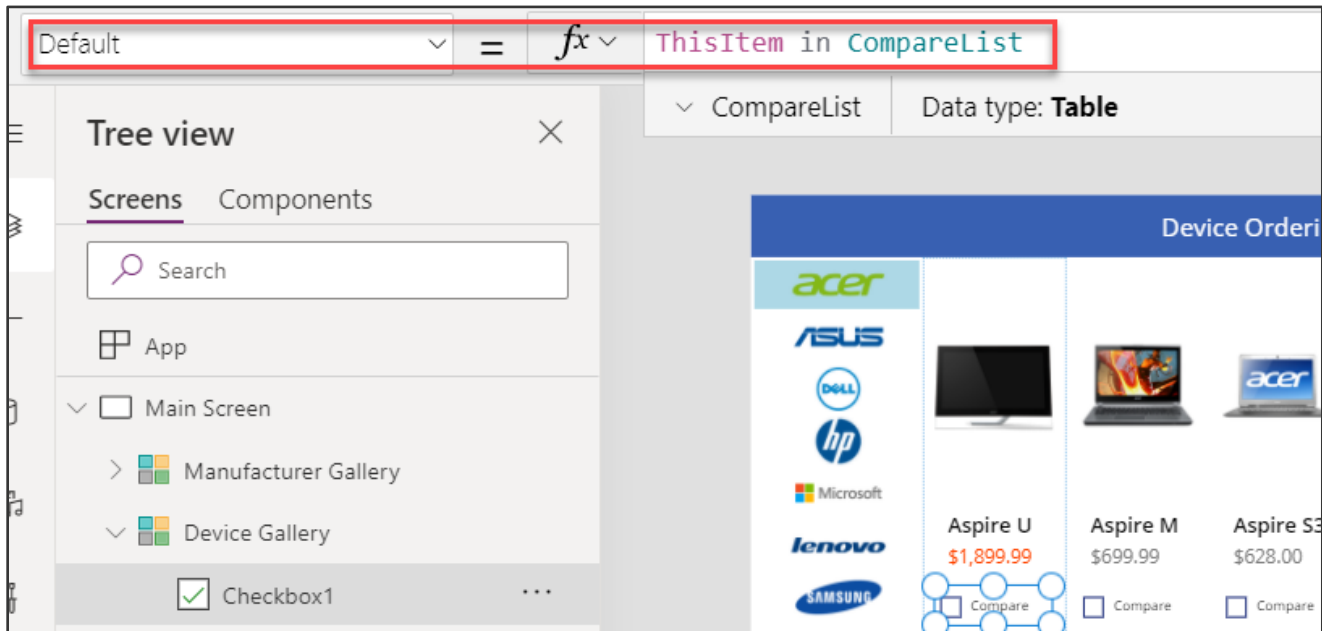 Default = fx ThisItem in CompareList
CompareList Data type: Table
Tree view
Screens Components
Search
App
Main Screen
Manufacturer Gallery
Device Gallery
Checkbox1 ...
Device Orderi
acer
ASUS
DELL
hp
Microsoft
lenovo
SAMSUNG
acer
Aspire U Aspire M Aspire S3
$1,899.99 $699.99 $628.00
Compare Compare Compare